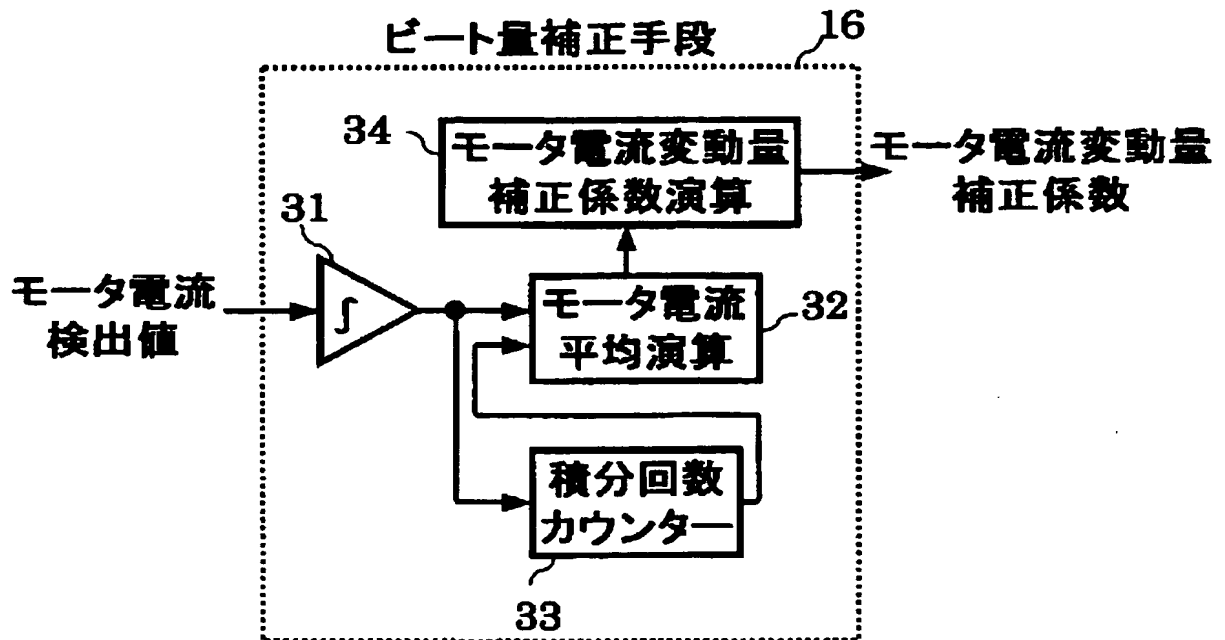 ビート量補正手段
16
34
モータ電流変動量
補正係数演算
モータ電流変動量
補正係数
31
モータ電流
検出値
∫
モータ電流
平均演算
32
積分回数
カウンター
33